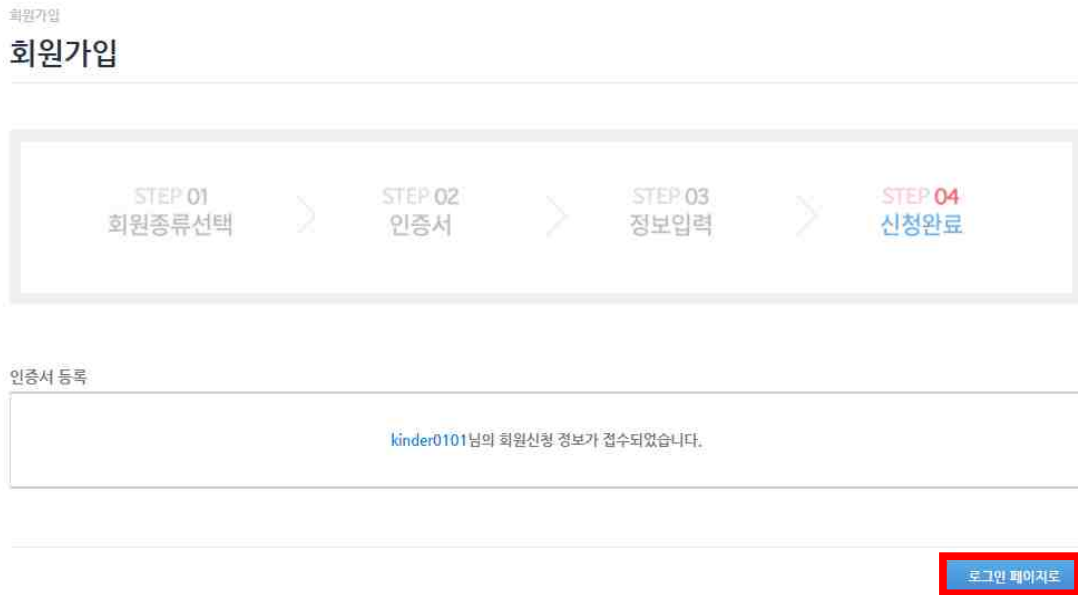 회원가입
회원가입
STEP 01
회원종류선택
STEP 02
인증서
STEP 03
정보입력
STEP 04
신청완료
인증서 등록
kinder0101님의 회원신청 정보가 접수되었습니다.
로그인 페이지로